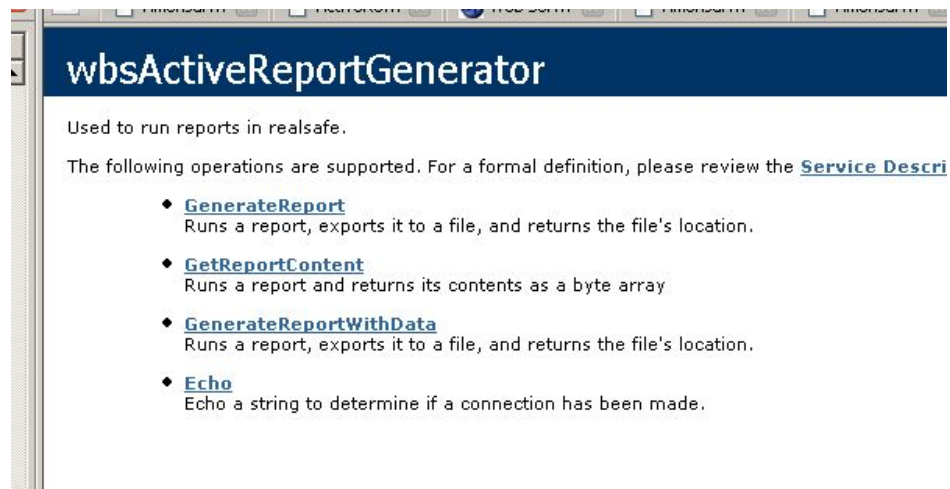 wbsActiveReportGenerator
Used to run reports in realsafe.
The following operations are supported. For a formal definition, please review the Service Descri
GenerateReport
Runs a report, exports it to a file, and returns the file's location.
GetReportContent
Runs a report and returns its contents as a byte array
GenerateReportWithData
Runs a report, exports it to a file, and returns the file's location.
Echo
Echo a string to determine if a connection has been made.